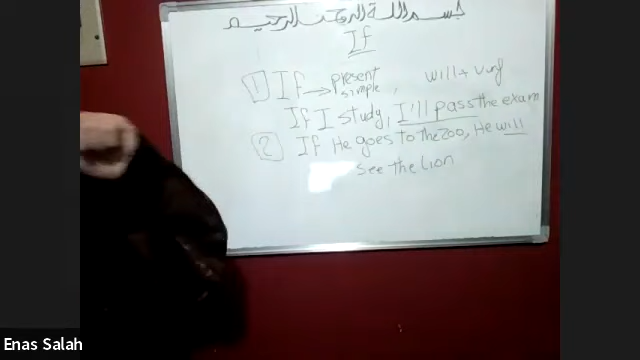 بسم الله الرحمن الرحيم
If
1 If → present simple, will + v.inf
If I study, I'll pass the exam
2 If He goes to the zoo, He will
see the Lion
Enas Salah